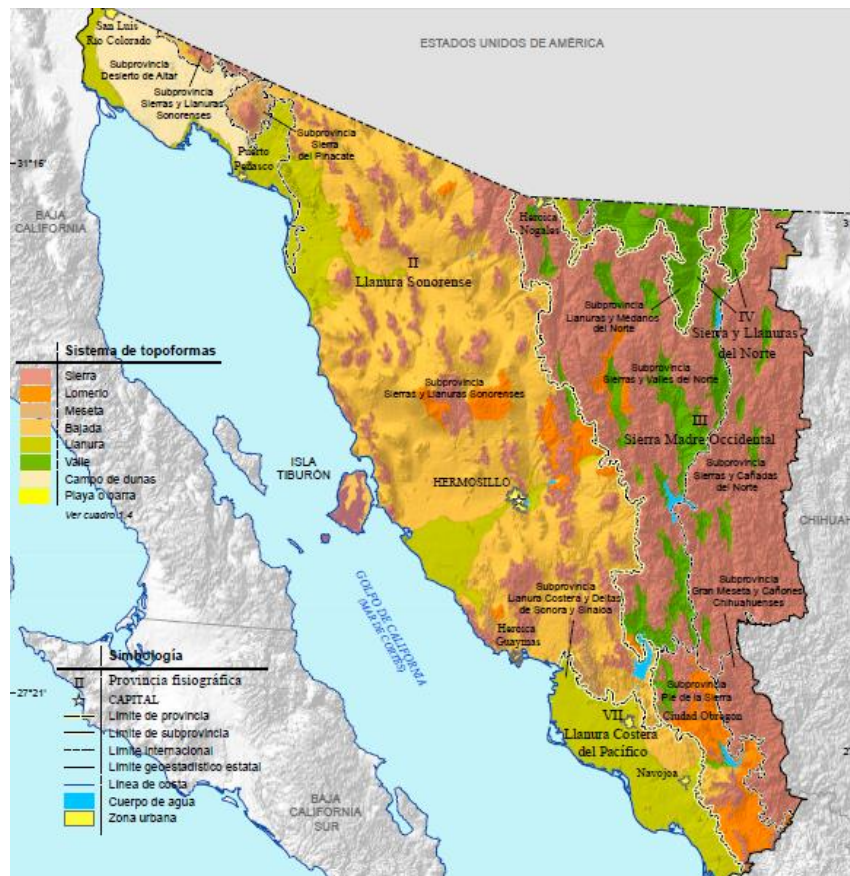 San Luis
Rio Colorado
ESTADOS UNIDOS DE AMÉRICA
Subprovincia
Desierto de Altar
Subprovincia
Sierras y Llanuras
Sonorenses
Subprovincia
Sierra
del Pinacate
Puerto
Peñasco
31°15'
BAJA
CALIFORNIA
Heroica
Nogales
II
Llanura Sonorense
Subprovincia
Llanuras y Médanos
del Norte
IV
Sierra y Llanuras
del Norte
Sistema de topoformas
Sierra
Lomerio
Meseta
Bajada
Llanura
Valle
Campo de dunas
Playa o barra
Ver cuadro 1.4
Subprovincia
Sierras y Llanuras Sonorenses
Subprovincia
Sierras y Valles del Norte
III
Sierra Madre Occidental
Subprovincia
Sierras y Cañadas
del Norte
ISLA
TIBURÓN
HERMOSILLO
CHIHUAH
GOLFO DE CALIFORNIA
(MAR DE CORTÉS)
Subprovincia
Llanura Costera y Deltas
de Sonora y Sinaloa
Subprovincia
Gran Meseta y Cañones
Chihuahuenses
Heroica
Guaymas
Simbología
II Provincia fisiográfica
CAPITAL
Límite de provincia
Límite de subprovincia
Límite internacional
Límite geoestadístico estatal
Línea de costa
Cuerpo de agua
Zona urbana
27°21'
Subprovincia
Pie de la Sierra
Ciudad Obregon
VII
Llanura Costera
del Pacífico
Navojoa
BAJA
CALIFORNIA
SUR